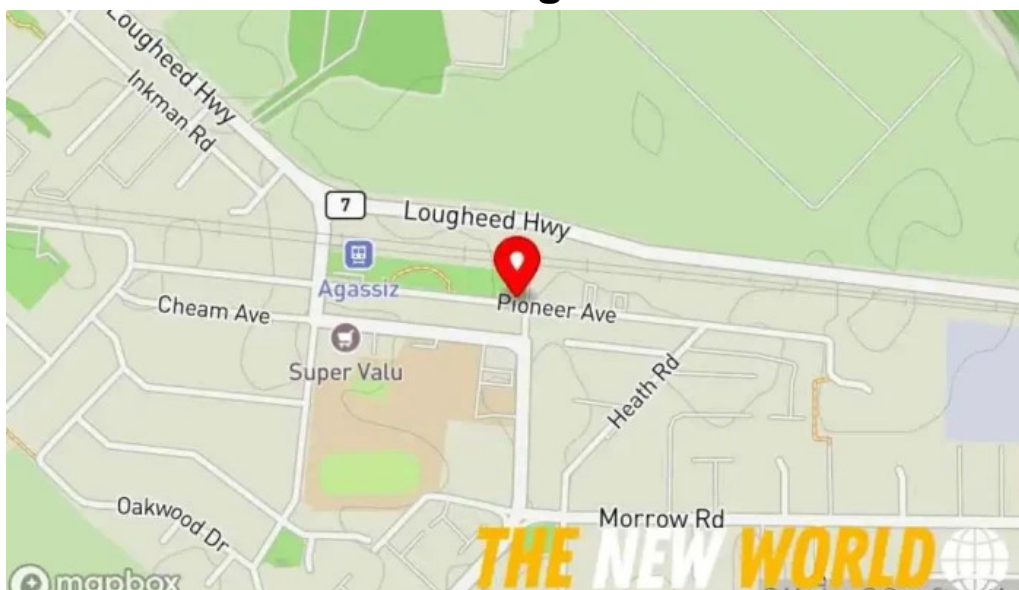 Lougheed Hwy
Inkman Rd
7
Lougheed Hwy
Agassiz
Pioneer Ave
Cheam Ave
Super Valu
Heath Rd
Oakwood Dr
Morrow Rd
THE NEW WORLD
mapbox